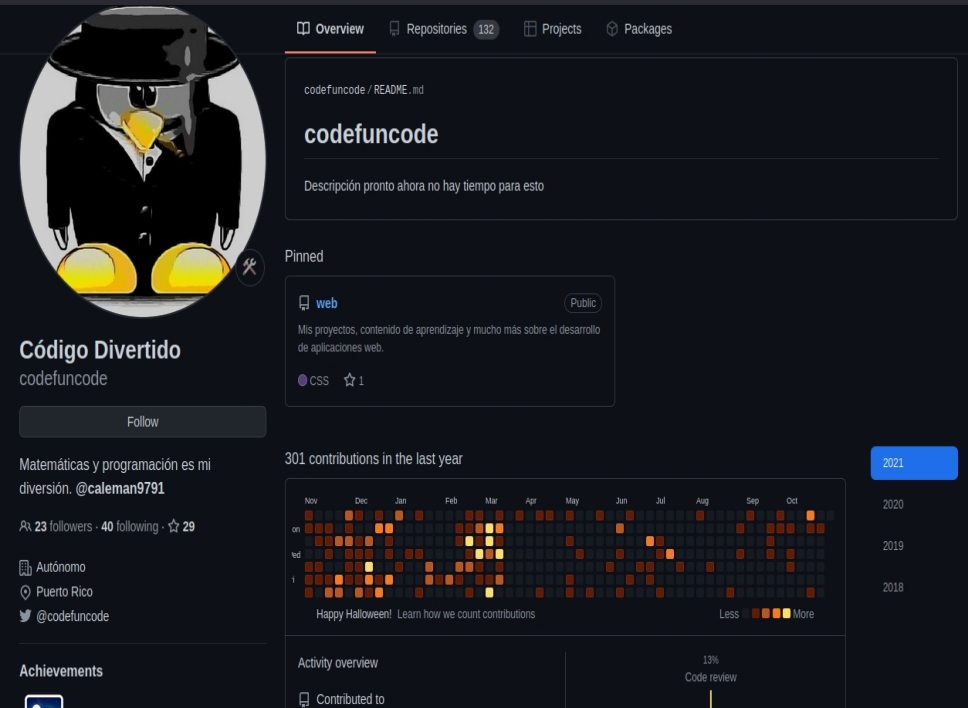 Overview
Repositories 132
Projects
Packages
codefuncode/README.md
codefuncode
Descripción pronto ahora no hay tiempo para esto
Código Divertido
codefuncode
Follow
Matemáticas y programación es mi
diversión. @caleman9791
23 followers · 40 following · 29
Autónomo
Puerto Rico
@codefuncode
Achievements
Pinned
web Public
Mis proyectos, contenido de aprendizaje y mucho más sobre el desarrollo
de aplicaciones web.
CSS 1
301 contributions in the last year
Nov Dec Jan Feb Mar Apr May Jun Jul Aug Sep Oct
on
ed
i
Happy Halloween! Learn how we count contributions
Less More
2021
2020
2019
2018
Activity overview
Contributed to
13%
Code review